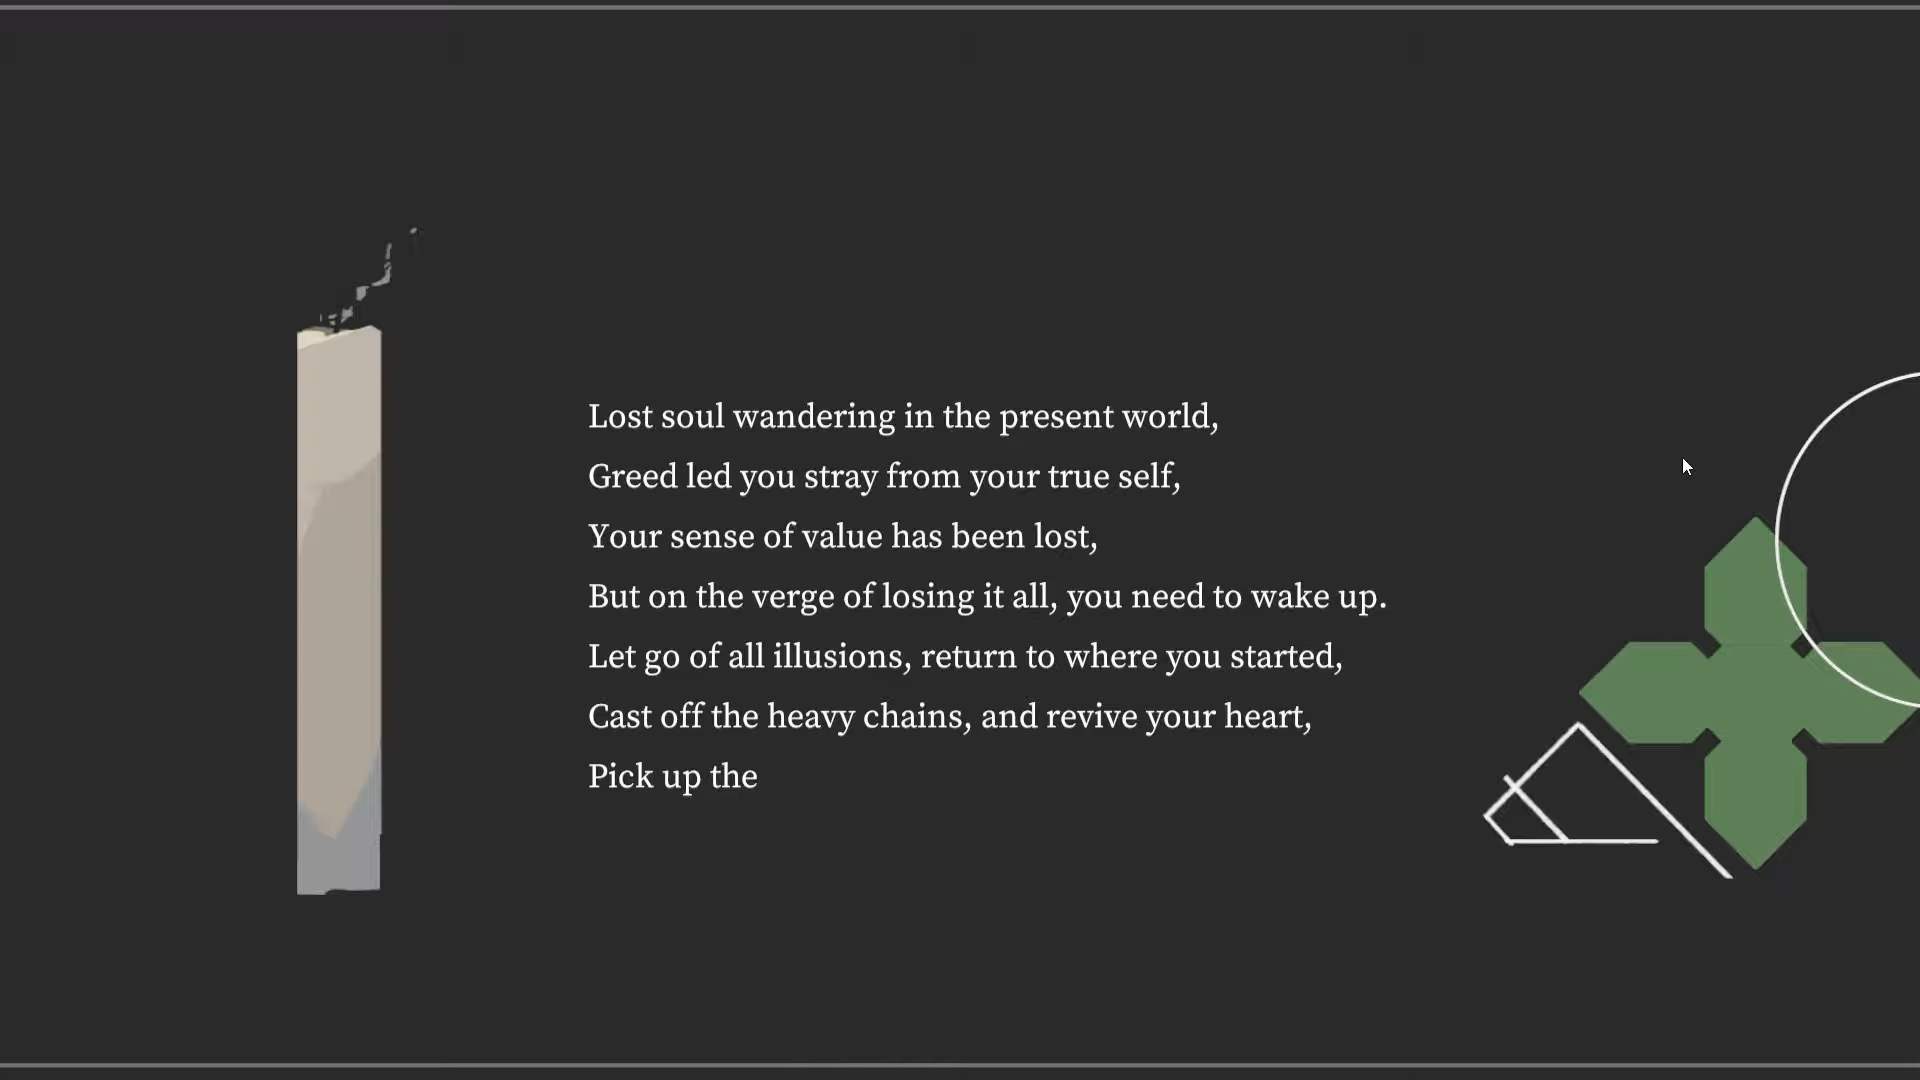 Lost soul wandering in the present world,
Greed led you stray from your true self,
Your sense of value has been lost,
But on the verge of losing it all, you need to wake up.
Let go of all illusions, return to where you started,
Cast off the heavy chains, and revive your heart,
Pick up the